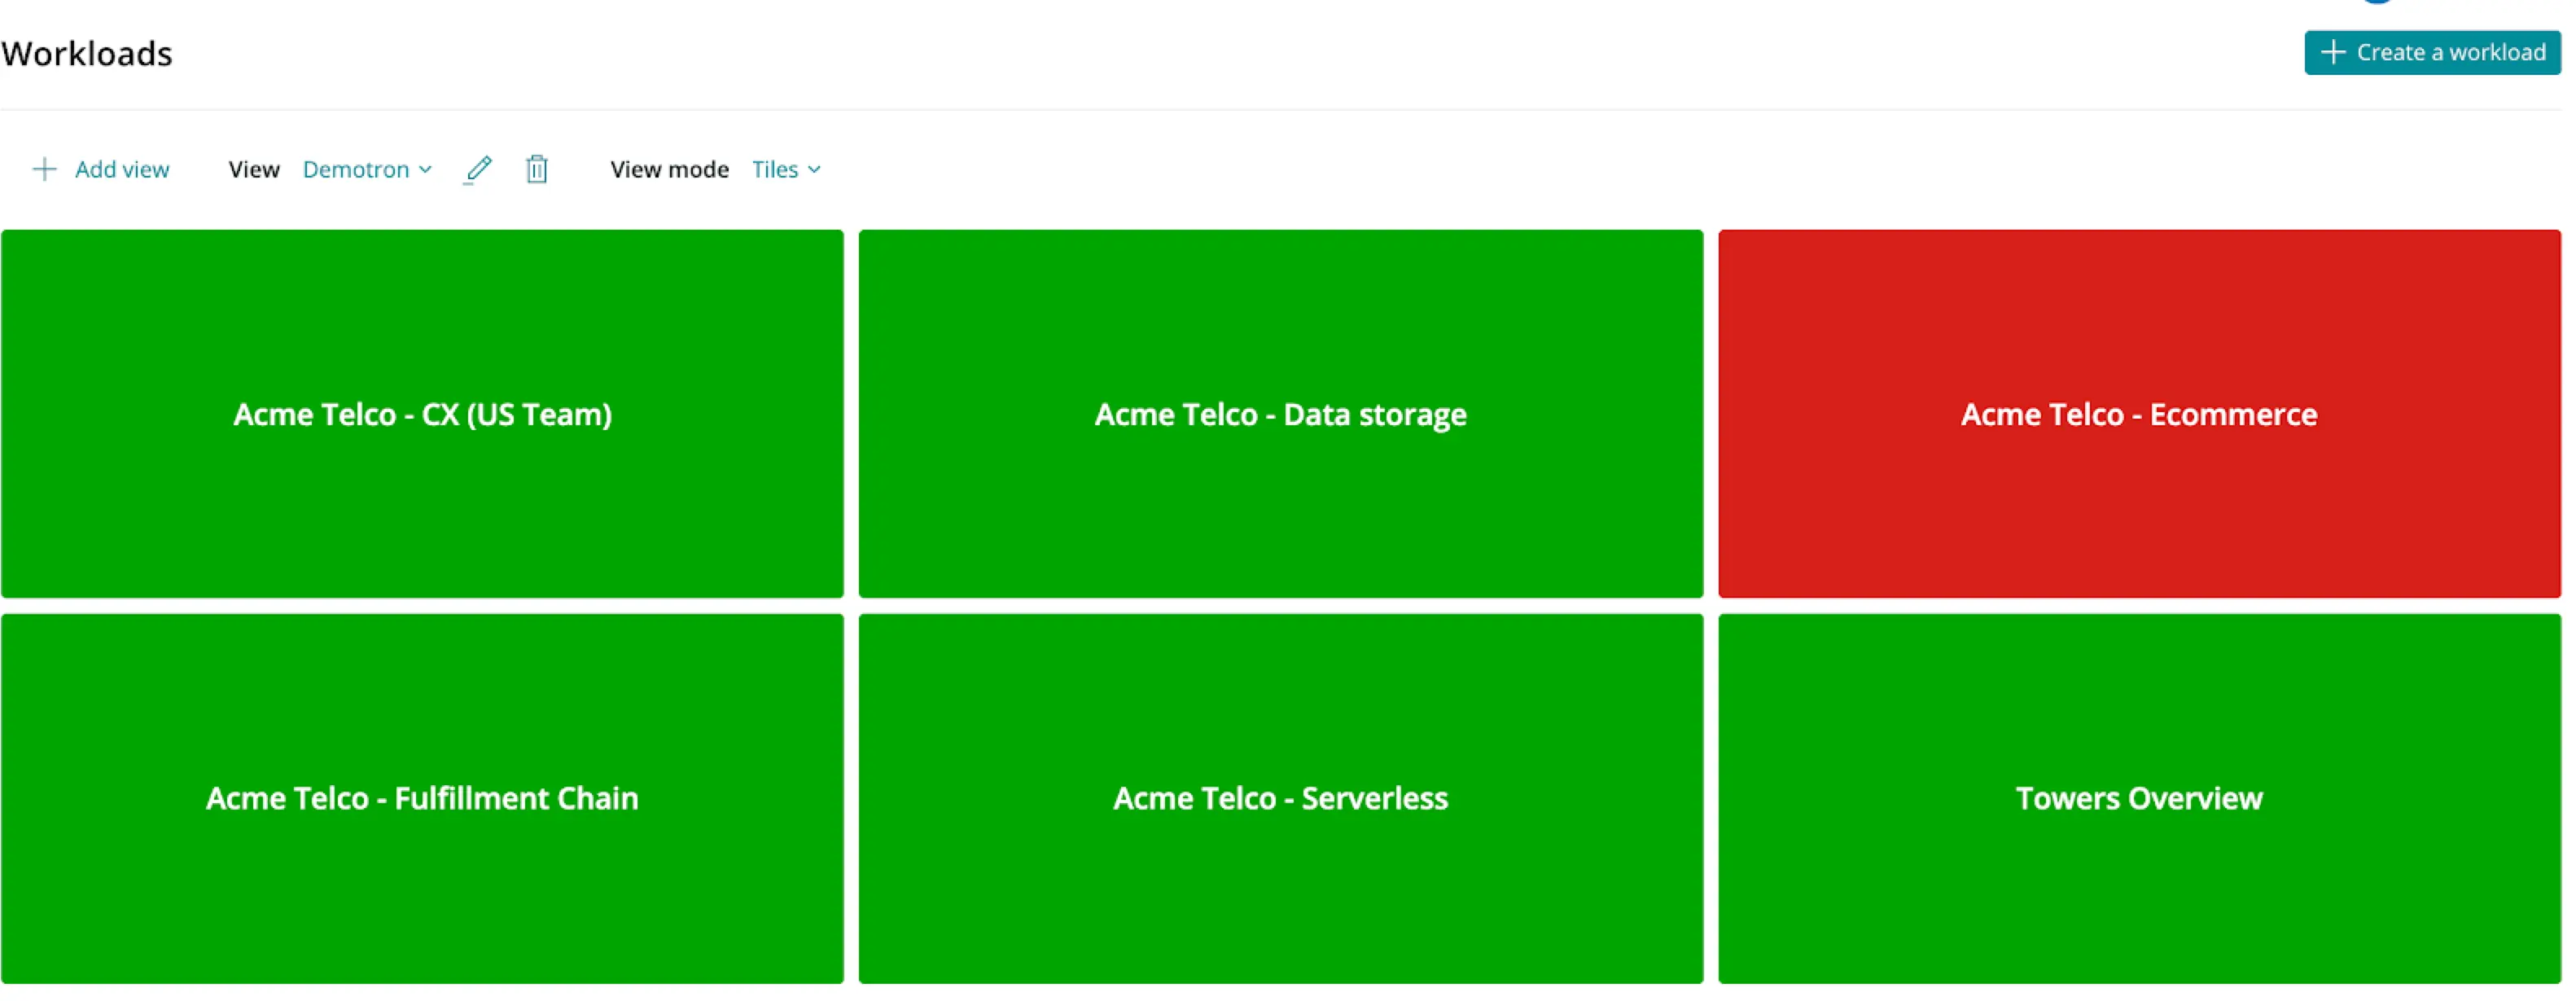 Workloads
Create a workload
Add view View Demotron View mode Tiles
Acme Telco - CX (US Team)
Acme Telco - Data storage
Acme Telco - Ecommerce
Acme Telco - Fulfillment Chain
Acme Telco - Serverless
Towers Overview